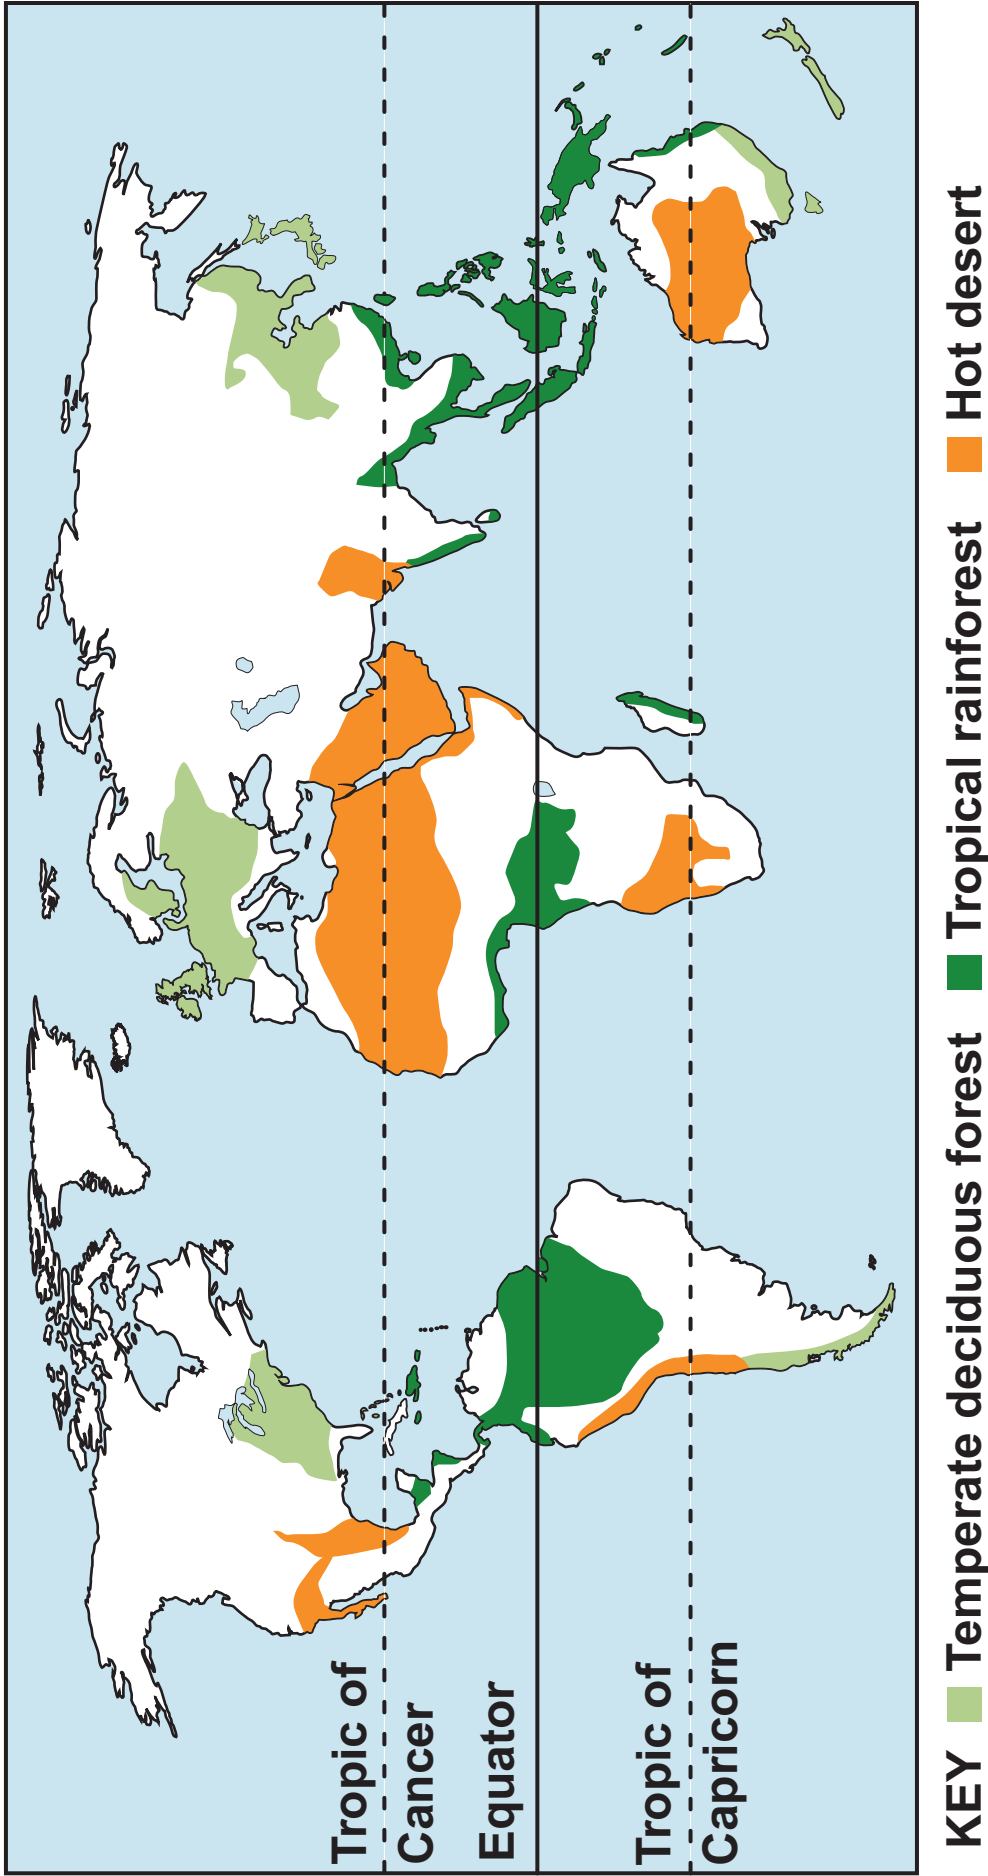 Tropic of
Cancer
Equator
Tropic of
Capricorn
KEY Temperate deciduous forest Tropical rainforest Hot desert